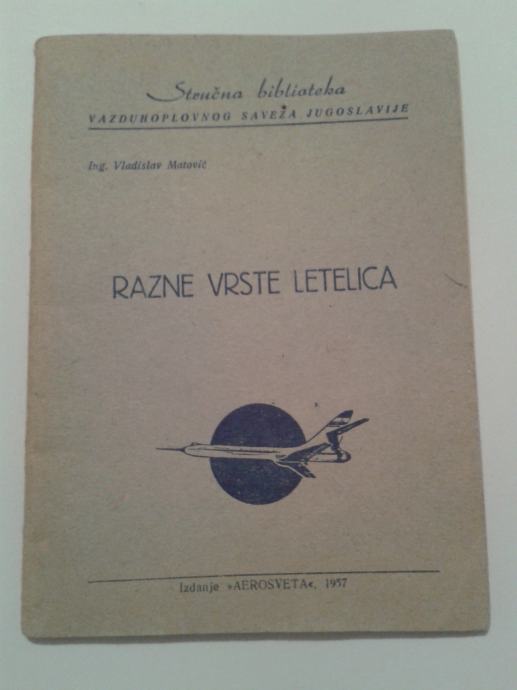 Stručna biblioteka
VAZDUHOPLOVNOG SAVEZA JUGOSLAVIJE
Ing. Vladislav Matović
RAZNE VRSTE LETELICA
Izdanje »AEROSVETA«, 1957